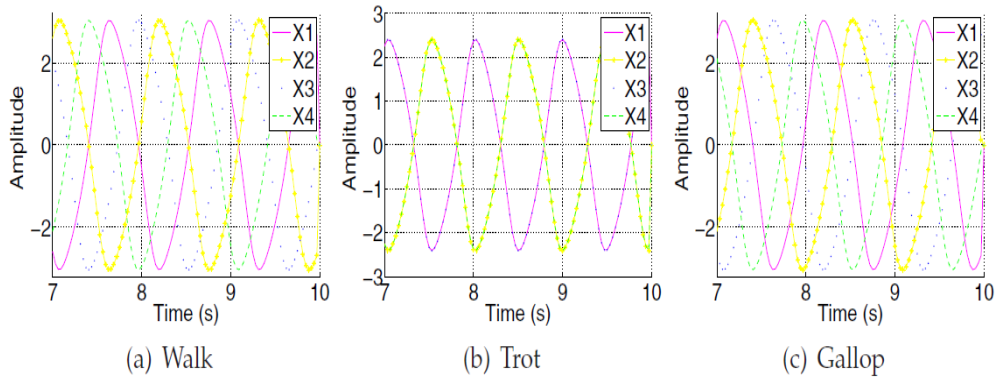 Amplitude
2
0
−2
7
8
9
10
Time (s)
X1
X2
X3
X4
(a) Walk
Amplitude
3
2
1
0
−1
−2
−3
7
8
9
10
Time (s)
X1
X2
X3
X4
(b) Trot
Amplitude
2
0
−2
7
8
9
10
Time (s)
X1
X2
X3
X4
(c) Gallop